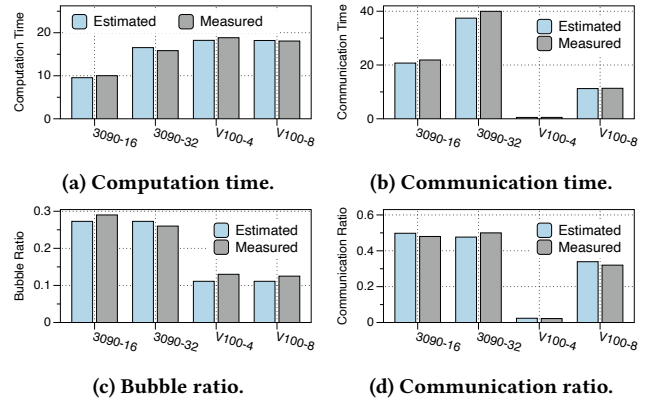 Computation Time
20
10
0
Estimated
Measured
3090-16
3090-32
V100-4
V100-8
(a) Computation time.
Communication Time
40
20
0
Estimated
Measured
3090-16
3090-32
V100-4
V100-8
(b) Communication time.
Bubble Ratio
0.3
0.2
0.1
0
Estimated
Measured
3090-16
3090-32
V100-4
V100-8
(c) Bubble ratio.
Communication Ratio
0.6
0.4
0.2
0
Estimated
Measured
3090-16
3090-32
V100-4
V100-8
(d) Communication ratio.